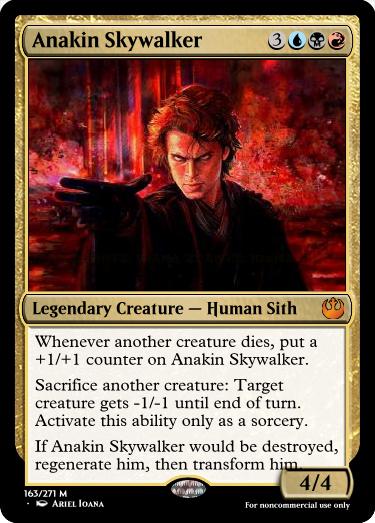 Anakin Skywalker 3
Legendary Creature — Human Sith
Whenever another creature dies, put a
+1/+1 counter on Anakin Skywalker.
Sacrifice another creature: Target
creature gets -1/-1 until end of turn.
Activate this ability only as a sorcery.
If Anakin Skywalker would be destroyed,
regenerate him, then transform him.
4/4
163/271 M
· Ariel Ioana
For noncommercial use only